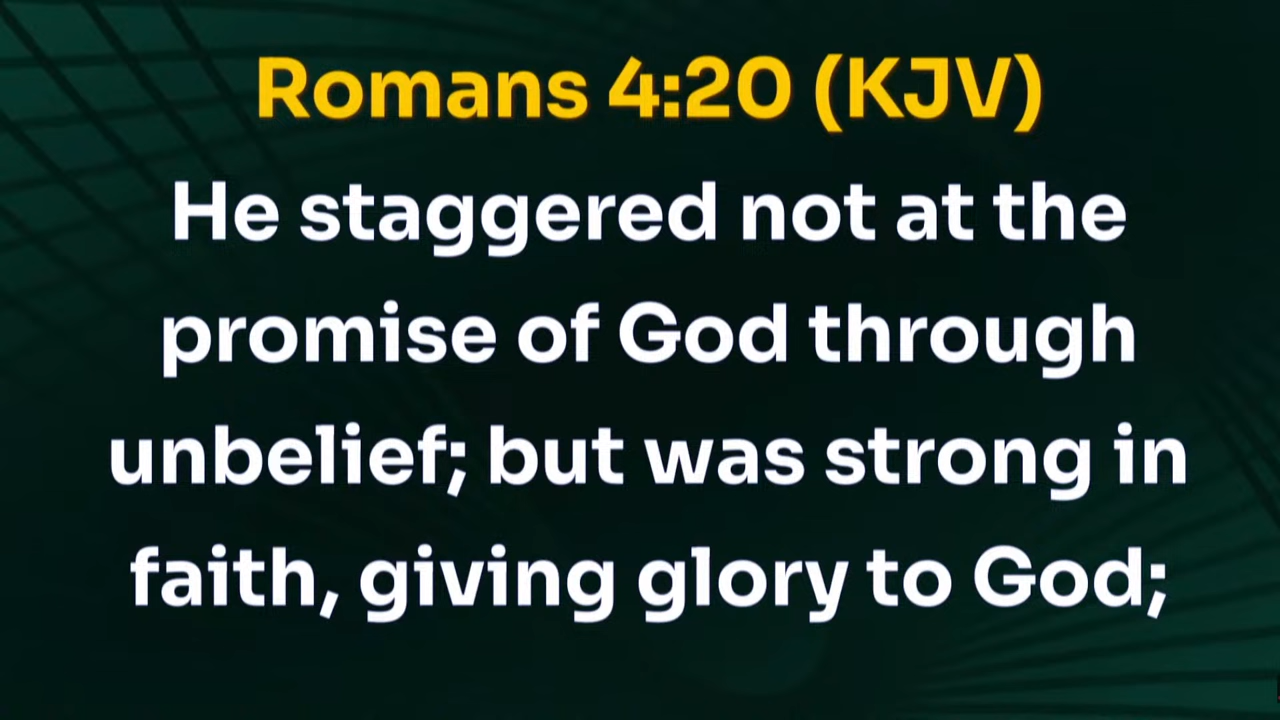 Romans 4:20 (KJV)
He staggered not at the
promise of God through
unbelief; but was strong in
faith, giving glory to God;